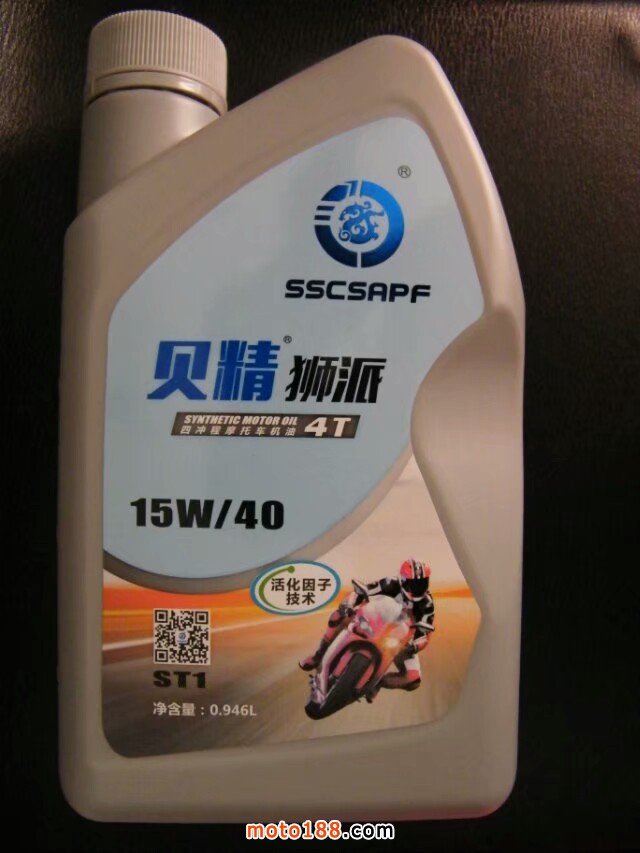 ®
SSCSAPF
贝精®狮派
SYNTHETIC MOTOR OIL
四冲程摩托车机油 4T
15W/40
活化因子
技术
ST1
净含量：0.946L
moto188.com